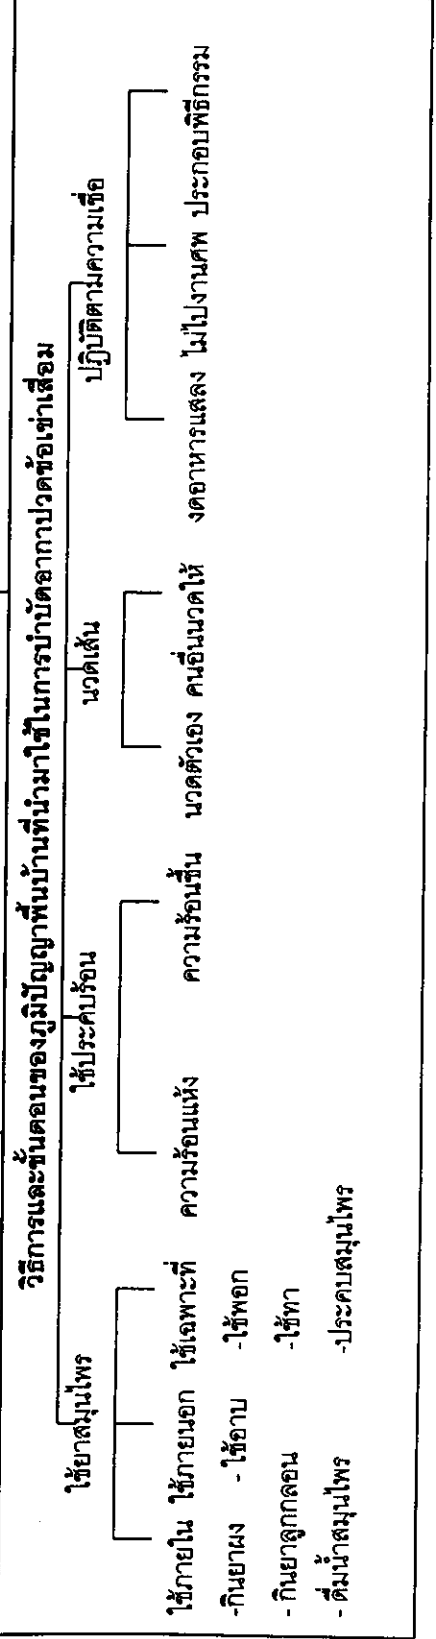 วิธีการและขั้นตอนของภูมิปัญญาพื้นบ้านที่นำมาใช้ในการบำบัดอาการปวดข้อเข่าเสื่อม
ใช้ยาสมุนไพร ใช้ประคบร้อน นวดเส้น ปฏิบัติตามความเชื่อ
ใช้ภายใน ใช้ภายนอก ใช้เฉพาะที่ ความร้อนแห้ง ความร้อนชื้น นวดตัวเอง คนอื่นนวดให้ งดอาหารแสลง ไม่ไปงานศพ ประกอบพิธีกรรม
-กินยาผง - ใช้อาบ -ใช้พอก
- กินยาลูกกลอน -ใช้ทา
- ดื่มน้ำสมุนไพร -ประคบสมุนไพร